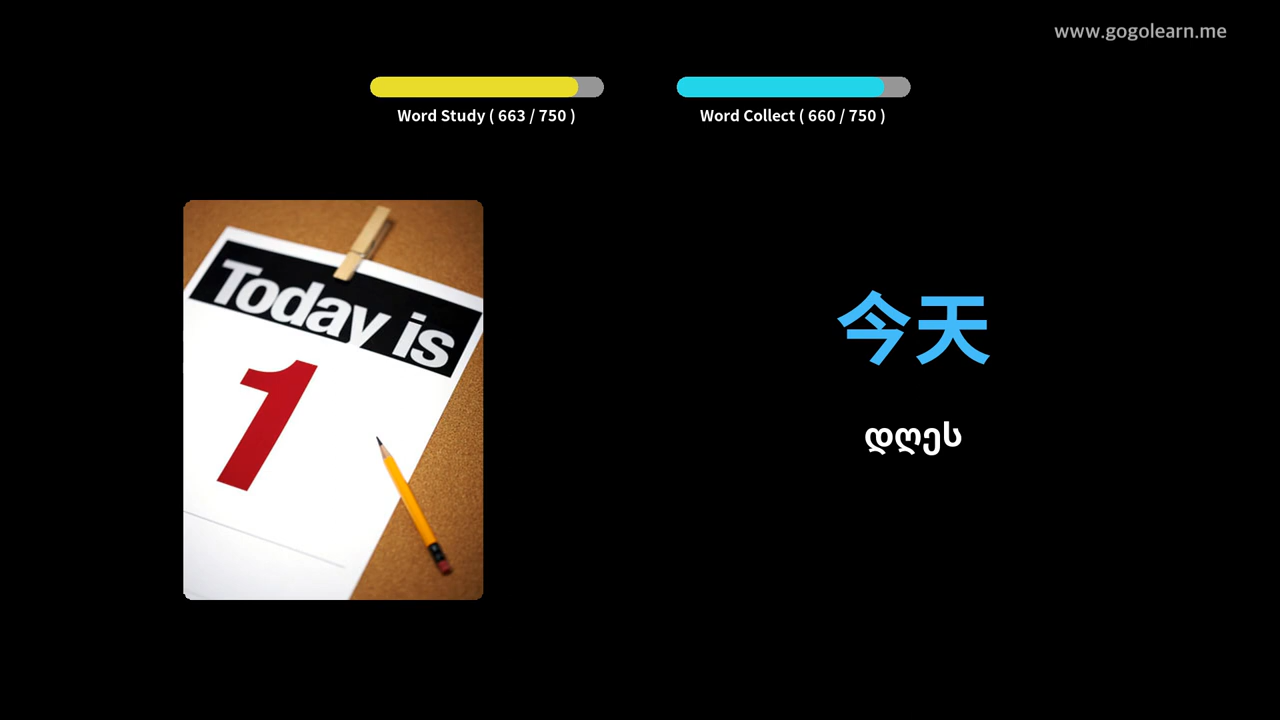 www.gogolearn.me
Word Study ( 663 / 750 )
Word Collect ( 660 / 750 )
Today is
1
今天
დღეს